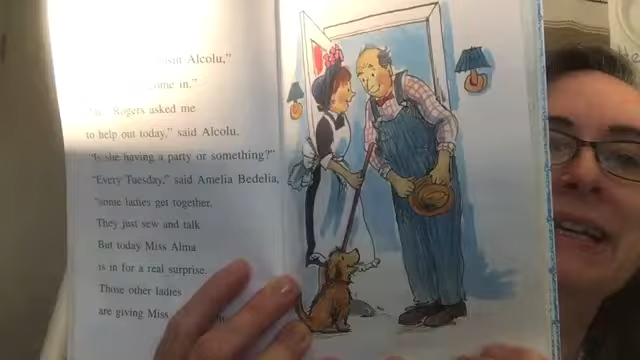 Alcolu,"
come in."
Rogers asked me
to help out today," said Alcolu.
"Is she having a party or something?"
"Every Tuesday," said Amelia Bedelia,
"some ladies get together.
They just sew and talk
But today Miss Alma
is in for a real surprise.
Those other ladies
are giving Miss